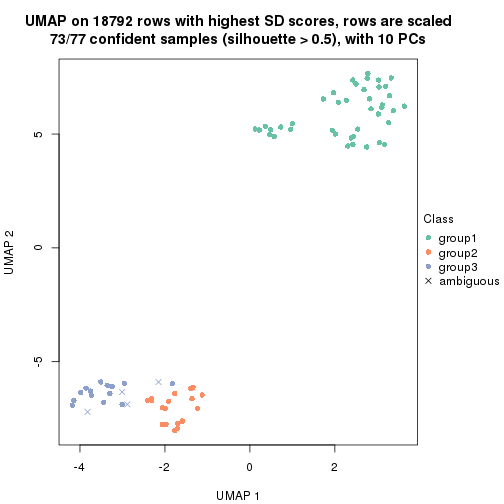 UMAP on 18792 rows with highest SD scores, rows are scaled
73/77 confident samples (silhouette > 0.5), with 10 PCs
5
0
-5
UMAP 2
-4
-2
0
2
UMAP 1
Class
group1
group2
group3
ambiguous